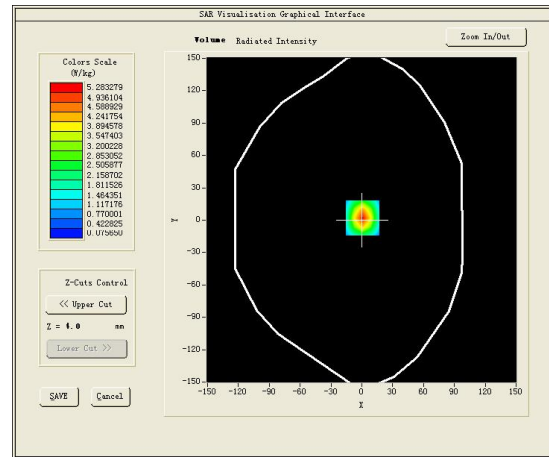 SAR Visualisation Graphical Interface
Volume Radiated Intensity
Zoom In/Out
Colors Scale
(W/kg)
5.283279
4.936104
4.588929
4.241754
3.894578
3.547403
3.200228
2.853052
2.505877
2.158702
1.811526
1.464351
1.117176
0.770001
0.422825
0.075650
Z-Cuts Control
<< Upper Cut
Z = 4.0 mm
Lower Cut >>
SAVE Cancel
150
120
90
60
30
0
-30
-60
-90
-120
-150
Y
-150 -120 -90 -60 -30 0 30 60 90 120 150
X